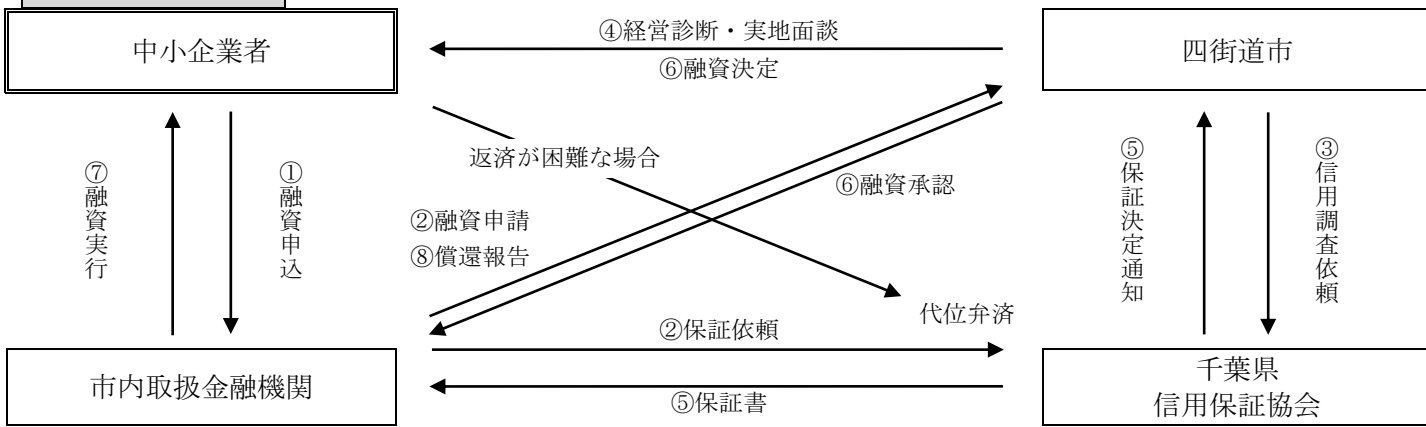 中小企業者
④経営診断・実地面談
⑥融資決定
四街道市
返済が困難な場合
⑥融資承認
⑦融資実行
①融資申込
②融資申請
⑧償還報告
⑤保証決定通知
③信用調査依頼
代位弁済
②保証依頼
⑤保証書
市内取扱金融機関
千葉県
信用保証協会